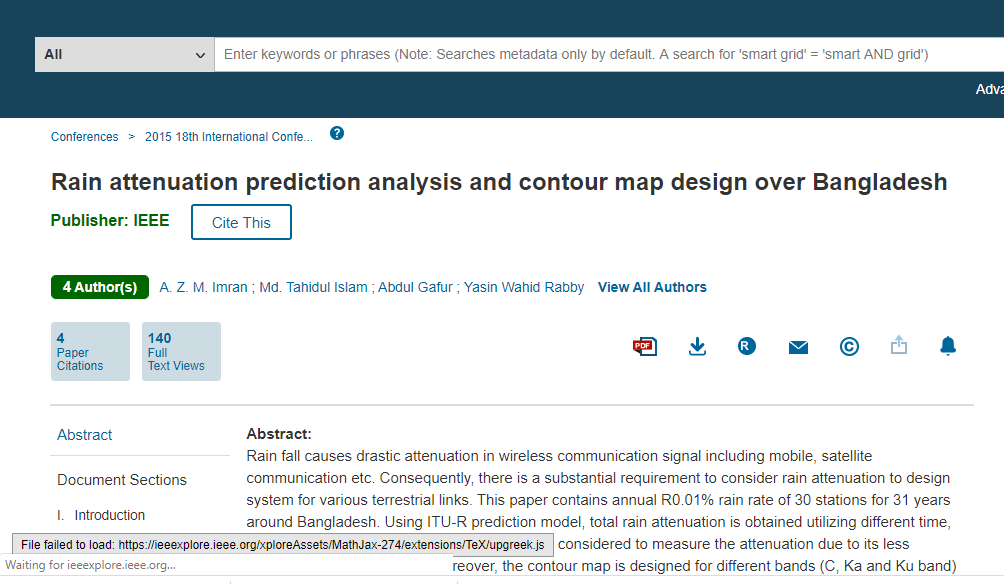 All
Enter keywords or phrases (Note: Searches metadata only by default. A search for 'smart grid' = 'smart AND grid')
Adva
Conferences > 2015 18th International Confe... ?
Rain attenuation prediction analysis and contour map design over Bangladesh
Publisher: IEEE
Cite This
4 Author(s) A. Z. M. Imran ; Md. Tahidul Islam ; Abdul Gafur ; Yasin Wahid Rabby View All Authors
4
Paper
Citations
140
Full
Text Views
PDF
R
©
Abstract
Document Sections
I. Introduction
Abstract:
Rain fall causes drastic attenuation in wireless communication signal including mobile, satellite
communication etc. Consequently, there is a substantial requirement to consider rain attenuation to design
system for various terrestrial links. This paper contains annual R0.01% rain rate of 30 stations for 31 years
around Bangladesh. Using ITU-R prediction model, total rain attenuation is obtained utilizing different time,
considered to measure the attenuation due to its less
reover, the contour map is designed for different bands (C, Ka and Ku band)
File failed to load: https://ieeexplore.ieee.org/xploreAssets/MathJax-274/extensions/TeX/upgreek.js
Waiting for ieeexplore.ieee.org...